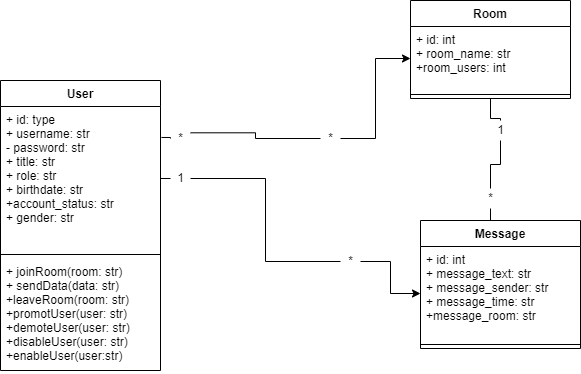 Room
+ id: int
+ room_name: str
+room_users: int
User
+ id: type
+ username: str
- password: str
+ title: str
+ role: str
+ birthdate: str
+account_status: str
+ gender: str
+ joinRoom(room: str)
+ sendData(data: str)
+leaveRoom(room: str)
+promotUser(user: str)
+demoteUser(user: str)
+disableUser(user: str)
+enableUser(user:str)
* *
1
1
*
*
Message
+ id: int
+ message_text: str
+ message_sender: str
+ message_time: str
+message_room: str